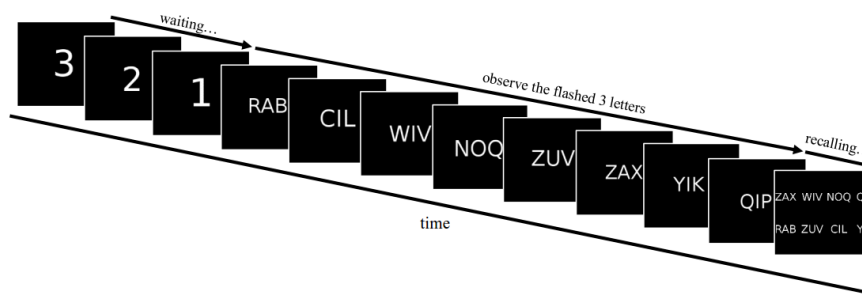 waiting...
3
2
1
RAB
CIL
WIV
NOQ
ZUV
ZAX
YIK
QIP
observe the flashed 3 letters
recalling.
ZAX WIV NOQ
RAB ZUV CIL
time